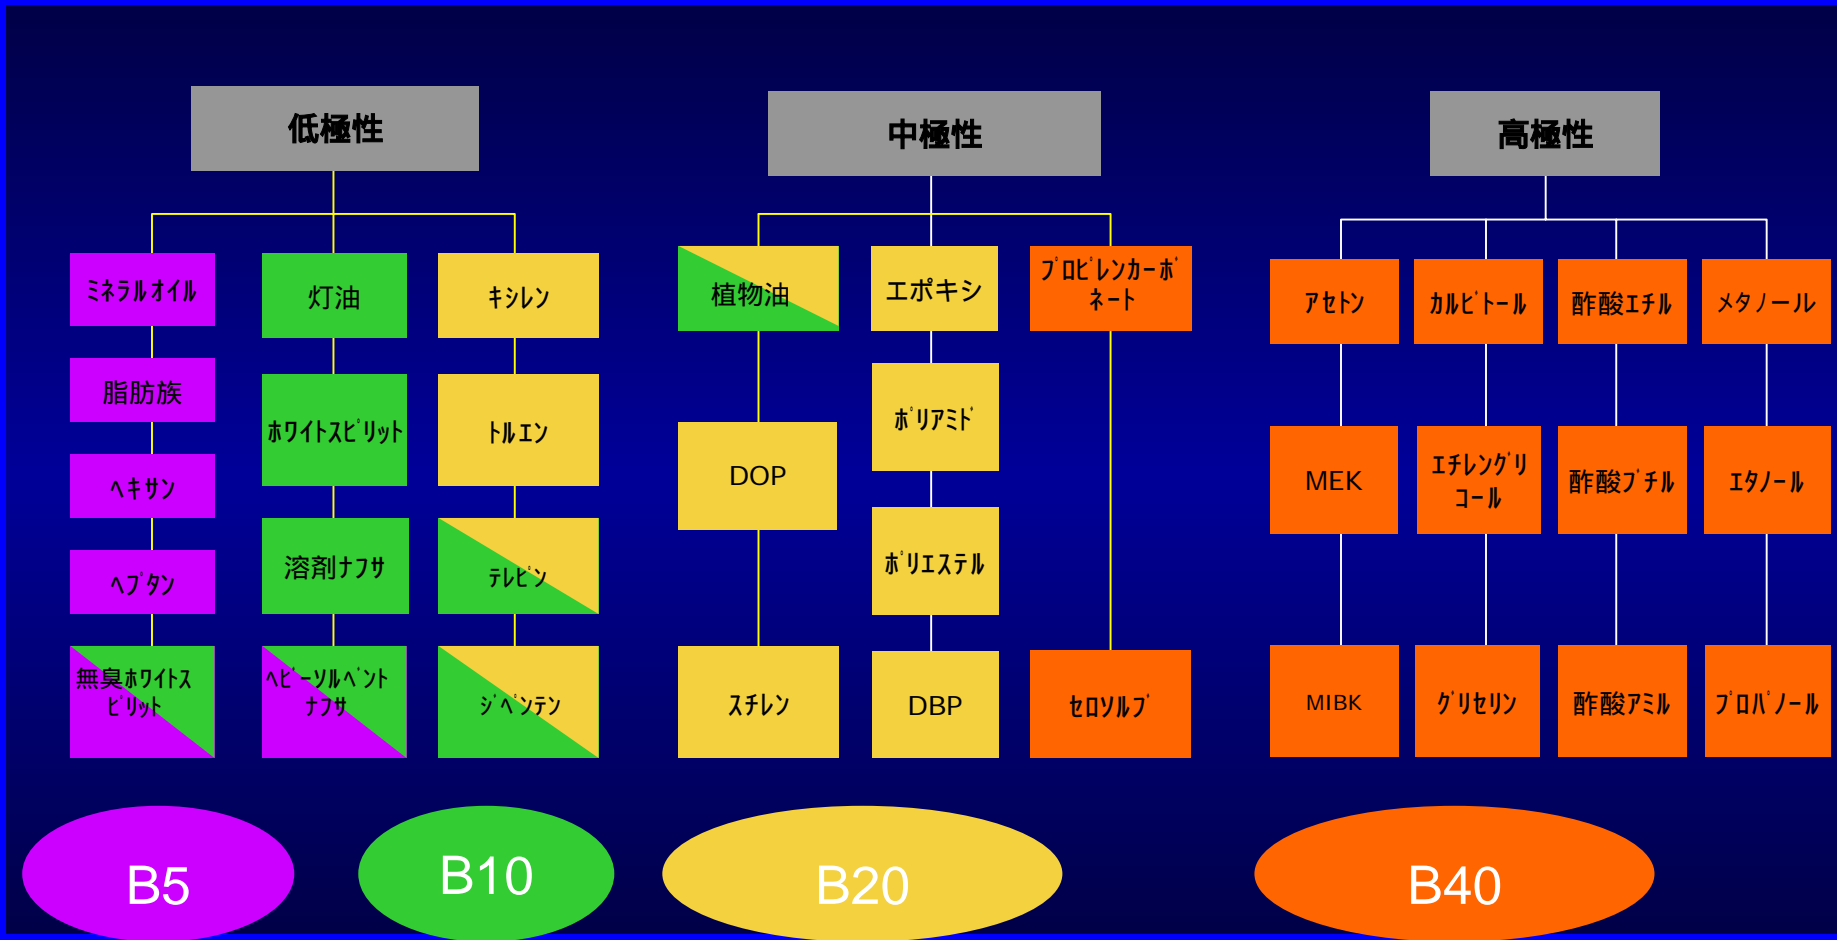 低極性
中極性
高極性
ﾐﾈﾗﾙｵｲﾙ
脂肪族
ﾍｷｻﾝ
ﾍﾌﾟﾀﾝ
無臭ﾎﾜｲﾄｽ
ﾋﾟﾘｯﾄ
灯油
ﾎﾜｲﾄｽﾋﾟﾘｯﾄ
溶剤ﾅﾌｻ
ﾍﾋﾞｰｿﾙﾍﾞﾝﾄ
ﾅﾌｻ
ｷｼﾚﾝ
ﾄﾙｴﾝ
ﾃﾚﾋﾟﾝ
ｼﾞﾍﾟﾝﾃﾝ
植物油
DOP
ｽﾁﾚﾝ
エポキシ
ﾎﾟﾘｱﾐﾄﾞ
ﾎﾟﾘｴｽﾃﾙ
DBP
ﾌﾟﾛﾋﾟﾚﾝｶｰﾎﾞ
ﾈｰﾄ
ｾﾛｿﾙﾌﾞ
ｱｾﾄﾝ
MEK
MIBK
ｶﾙﾋﾞﾄｰﾙ
ｴﾁﾚﾝｸﾞﾘ
ｺｰﾙ
ｸﾞﾘｾﾘﾝ
酢酸ｴﾁﾙ
酢酸ﾌﾞﾁﾙ
酢酸ｱﾐﾙ
メタノール
ｴﾀﾉｰﾙ
ﾌﾟﾛﾊﾟﾉｰﾙ
B5
B10
B20
B40